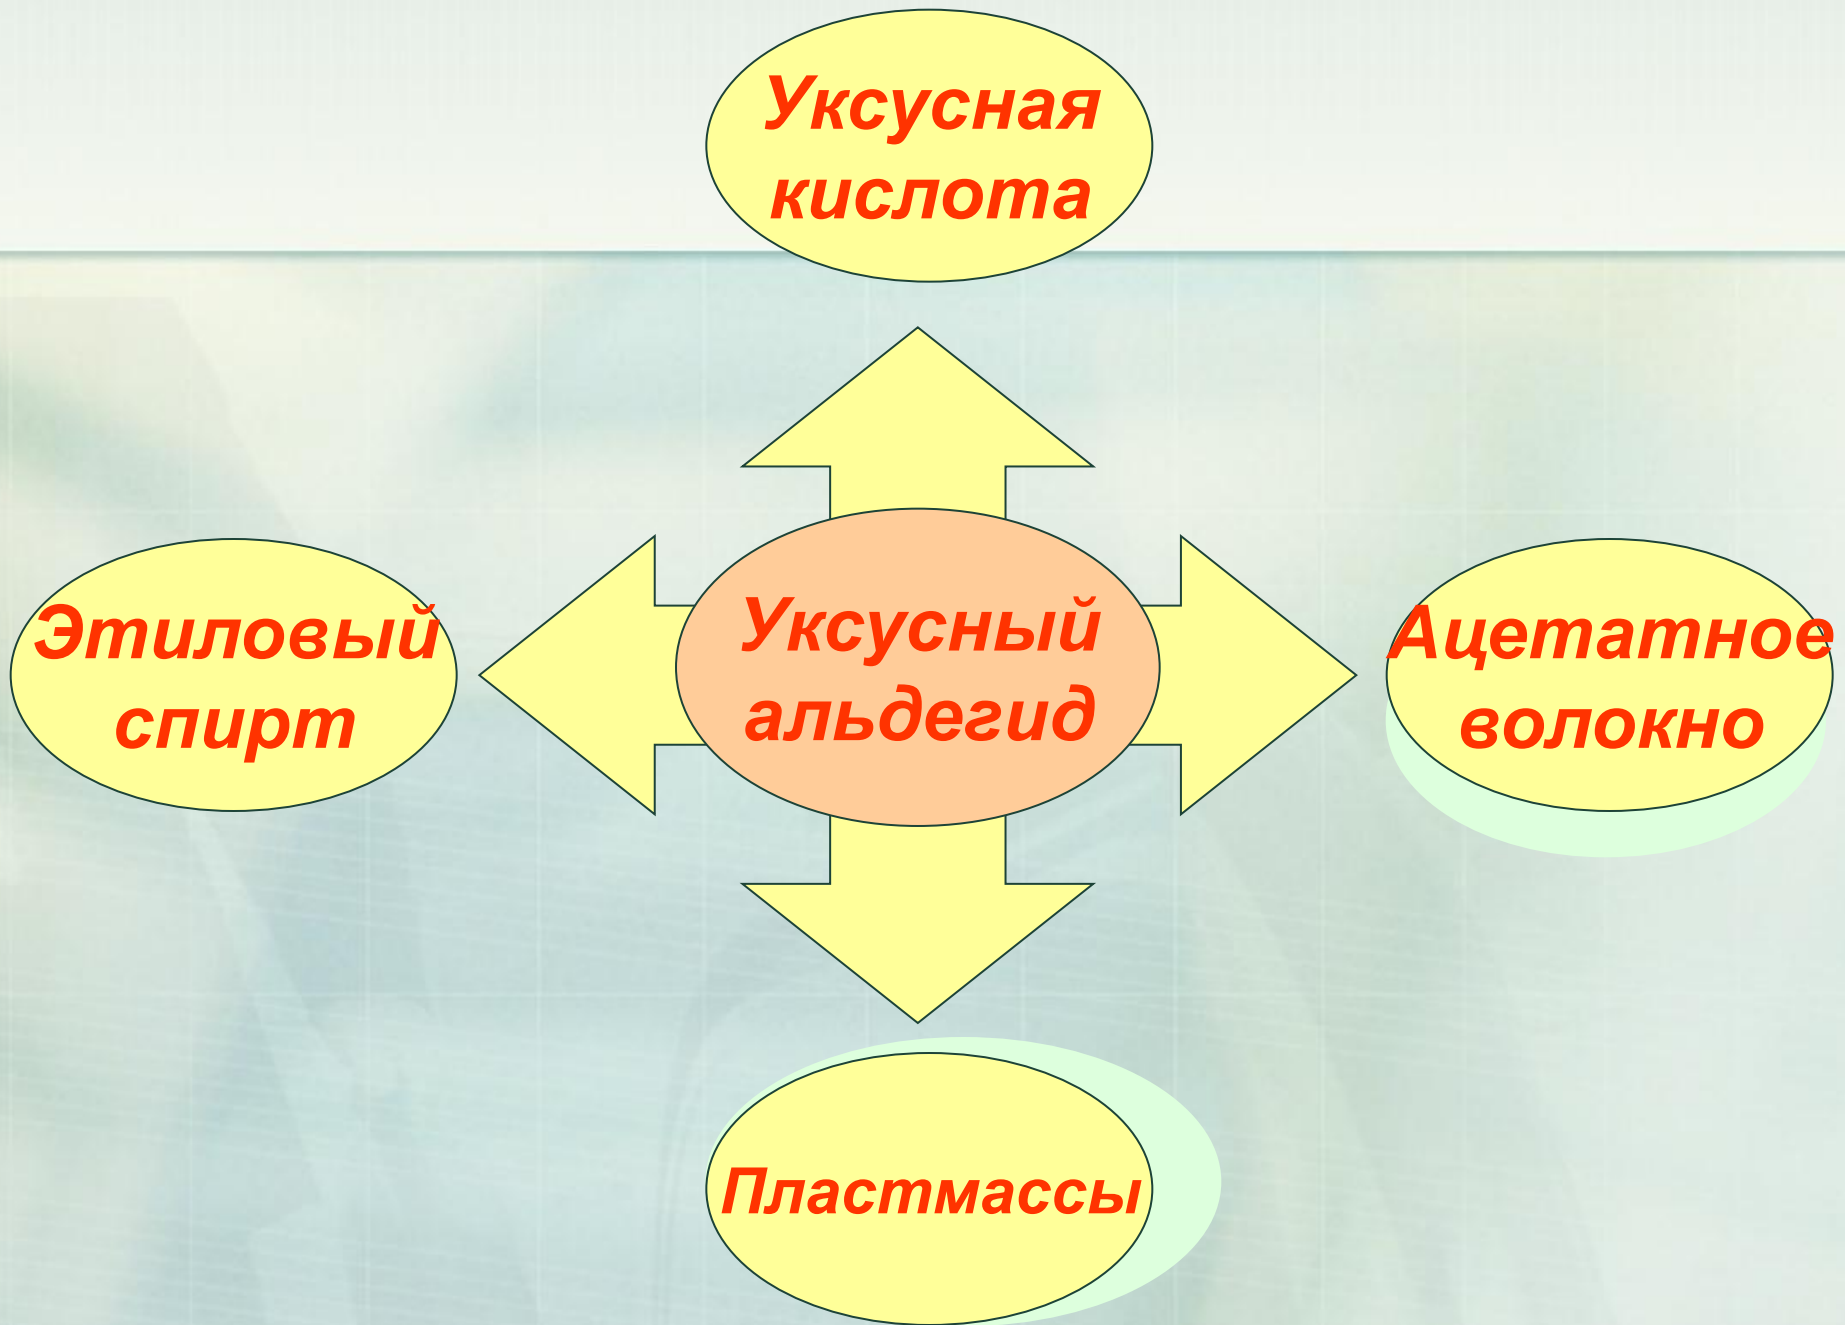 Уксусная
кислота
Этиловый
спирт
Уксусный
альдегид
Ацетатное
волокно
Пластмассы